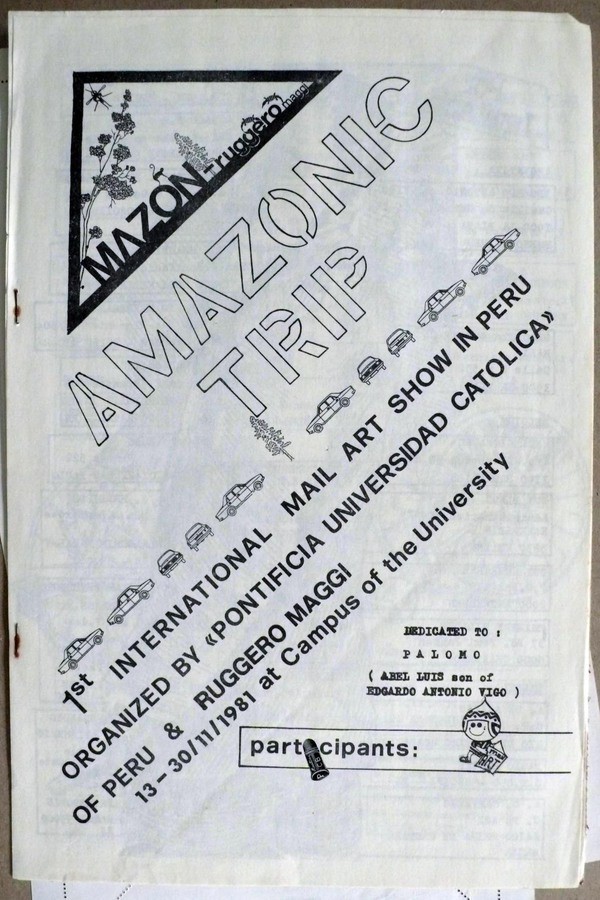 MAZON-ruggero maggi
AMAZONIC
TRIP
1st INTERNATIONAL MAIL ART SHOW IN PERU
ORGANIZED BY «PONTIFICIA UNIVERSIDAD CATOLICA»
OF PERU & RUGGERO MAGGI
13-30/11/1981 at Campus of the University
DEDICATED TO :
PALOMO
( ABEL LUIS son of
EDGARDO ANTONIO VIGO )
participants: